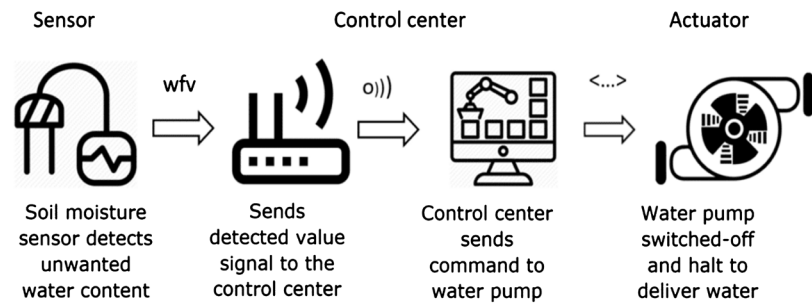 Sensor
Control center
Actuator
wfv
o)))
<...>
Soil moisture
sensor detects
unwanted
water content
Sends
detected value
signal to the
control center
Control center
sends
command to
water pump
Water pump
switched-off
and halt to
deliver water